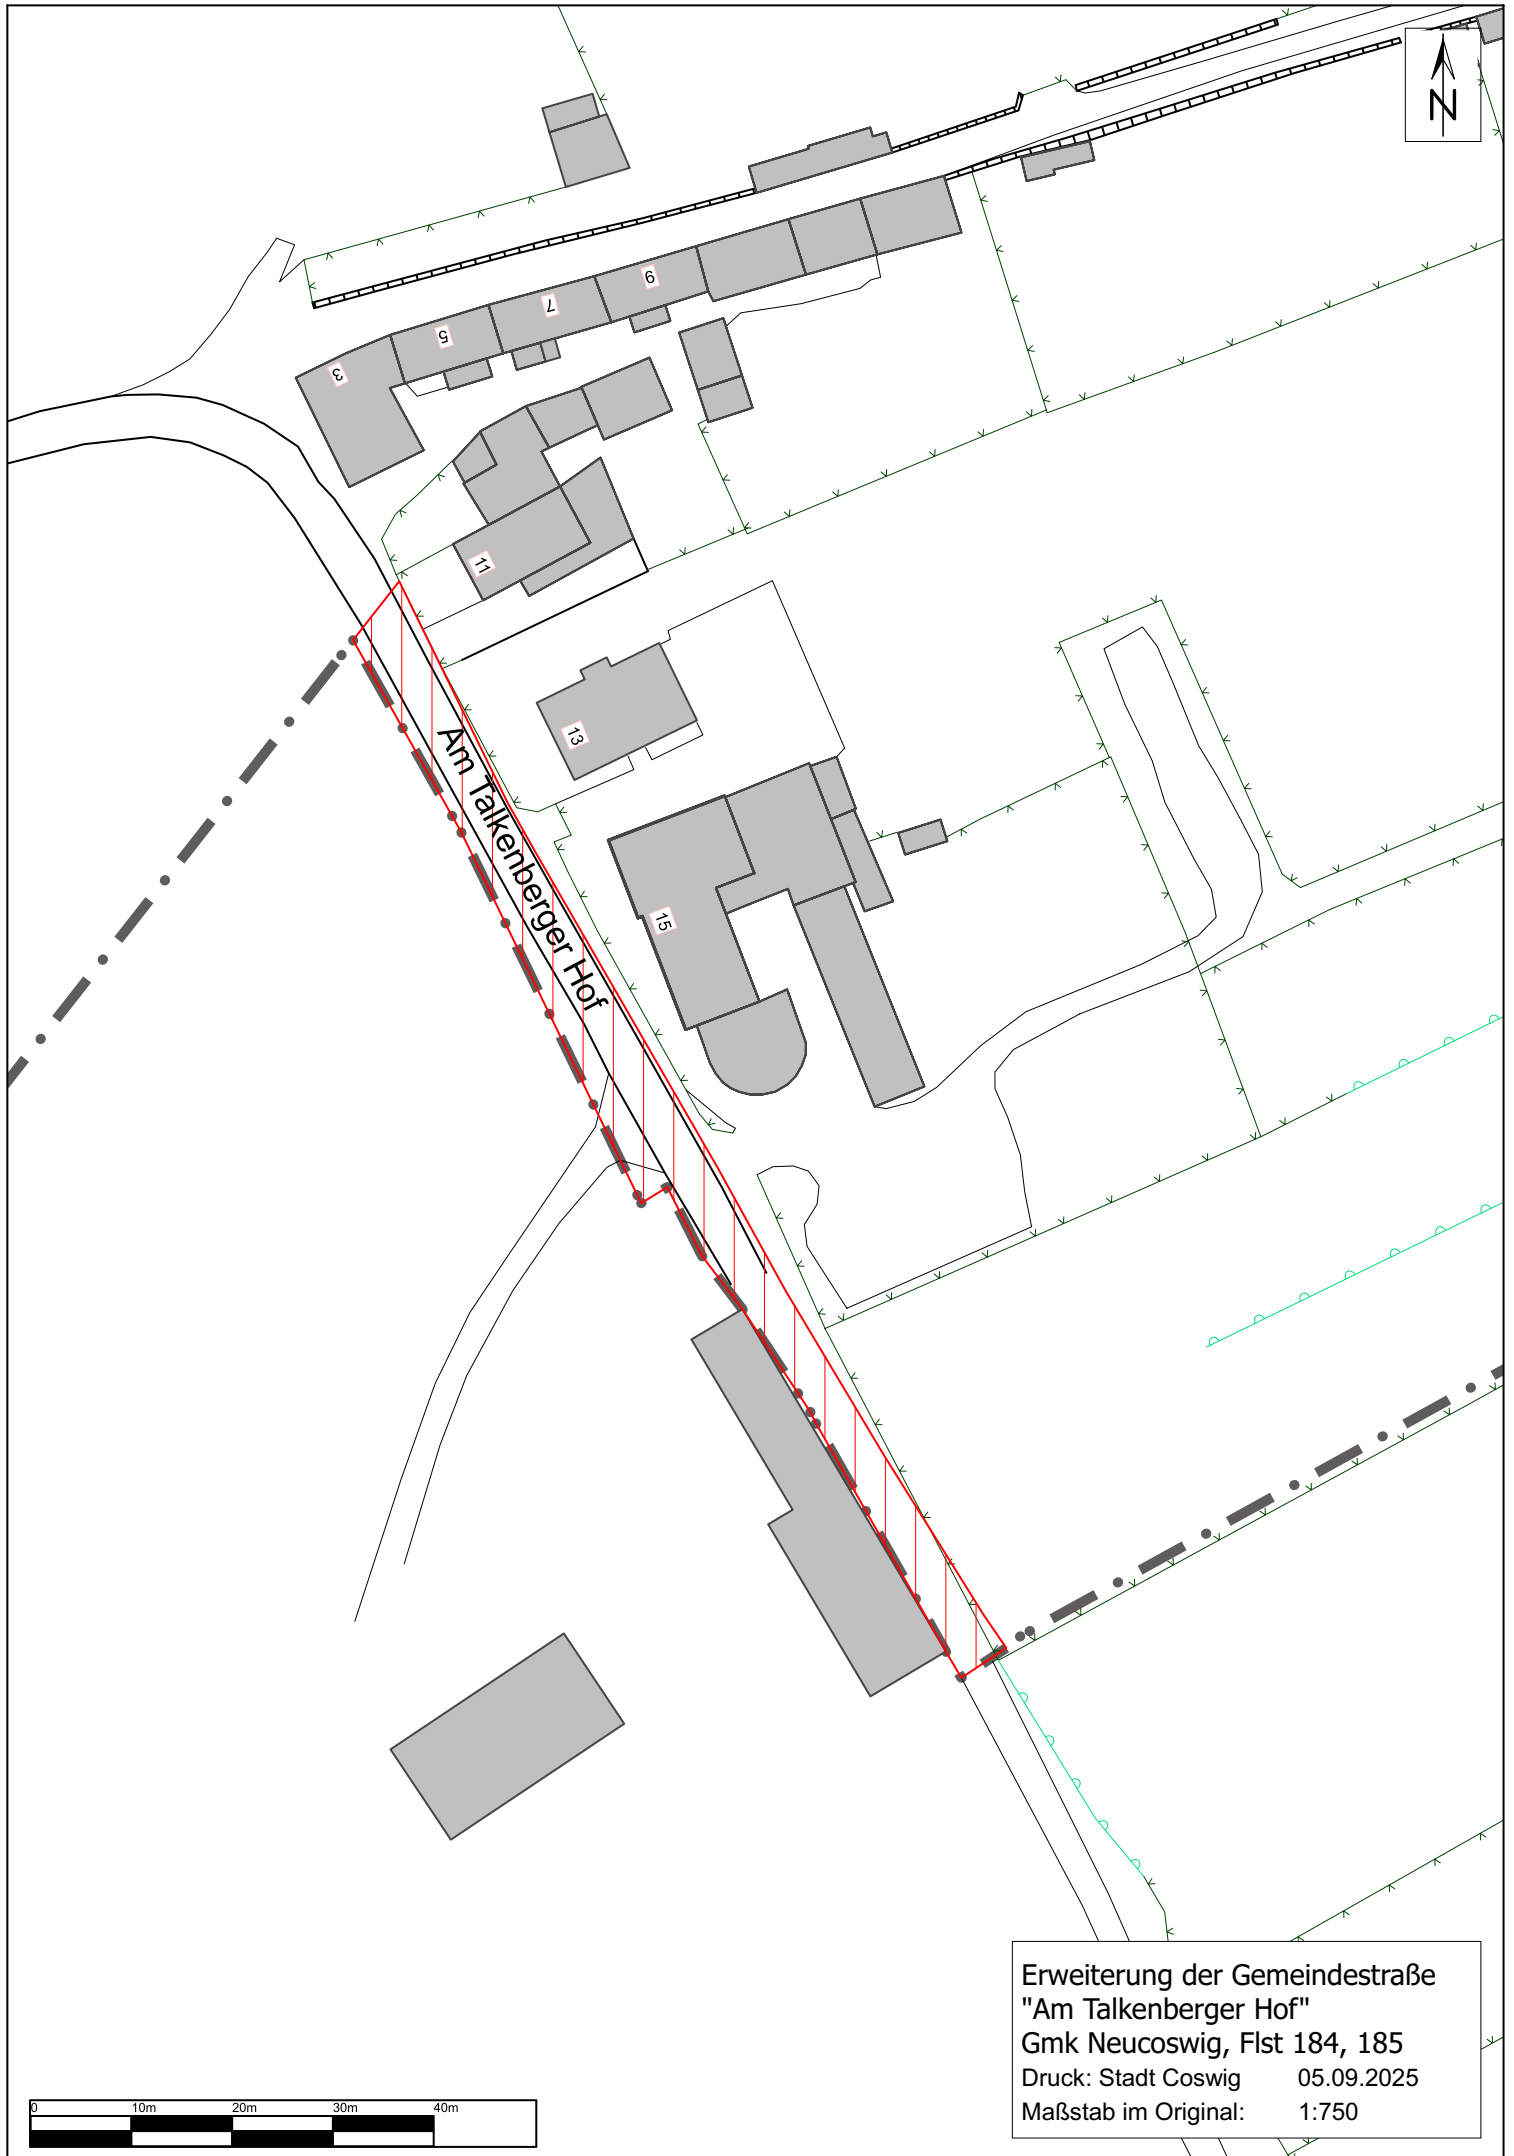 N
9
7
5
3
11
13
Am Talkenberger Hof
15
Erweiterung der Gemeindestraße
"Am Talkenberger Hof"
Gmk Neucoswig, Flst 184, 185
Druck: Stadt Coswig 05.09.2025
Maßstab im Original: 1:750
0 10m 20m 30m 40m